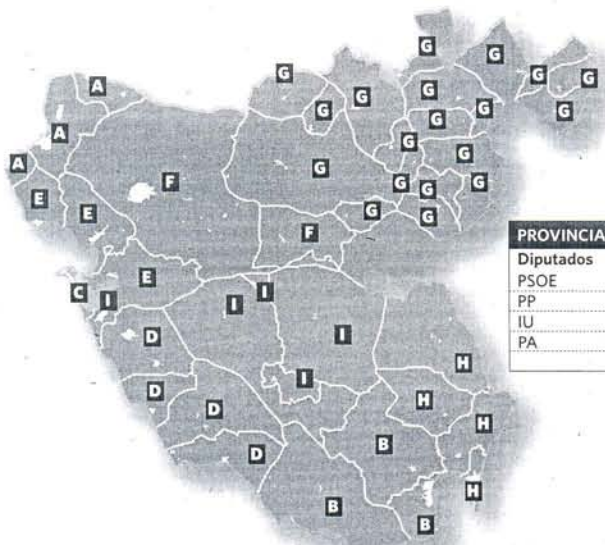 G G
A G G G G
G G G G
A G G
A F G G
E G G G
E G G
F
PROVINCIA
Diputados
PSOE
PP
IU
PA
E
C I I I
D I
H
D I H
D H
D B
H
B B